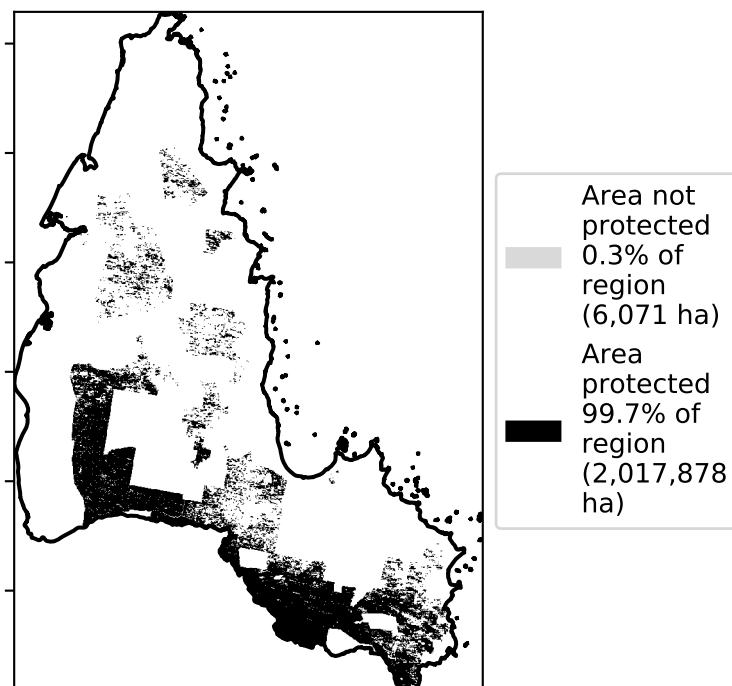 Area not
protected
0.3% of
region
(6,071 ha)
Area
protected
99.7% of
region
(2,017,878
ha)